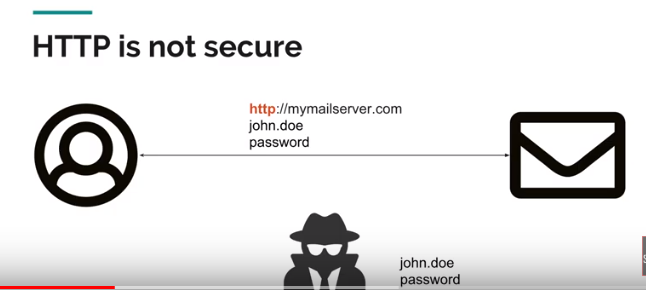 HTTP is not secure
http://mymailserver.com
john.doe
password
john.doe
password